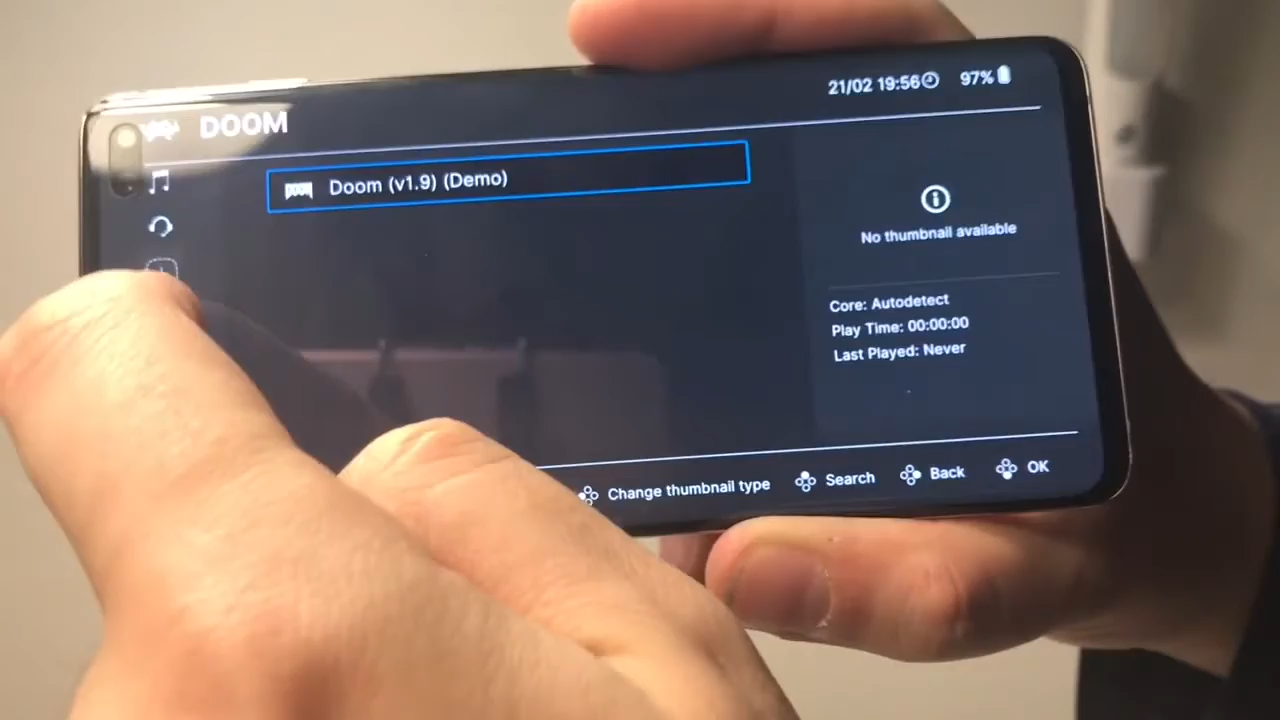 21/02 19:56 97%
DOOM
DOOM Doom (v1.9) (Demo)
No thumbnail available
Core: Autodetect
Play Time: 00:00:00
Last Played: Never
Change thumbnail type Search Back OK